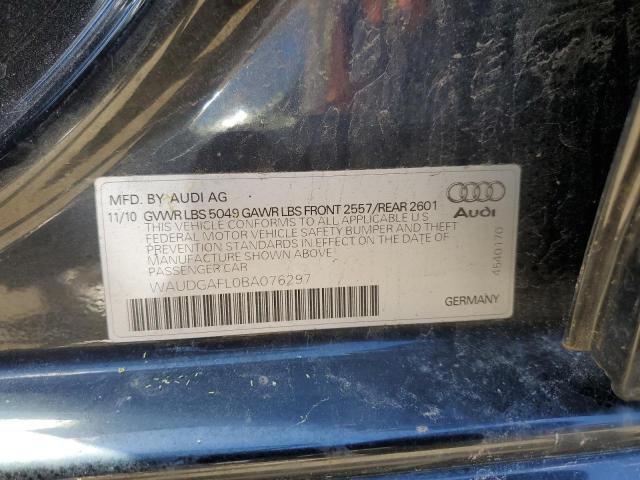 MFD. BY AUDI AG
11/10 GVWR LBS 5049 GAWR LBS FRONT 2557/REAR 2601
THIS VEHICLE CONFORMS TO ALL APPLICABLE U S
FEDERAL MOTOR VEHICLE SAFETY BUMPER AND THEFT
PREVENTION STANDARDS IN EFFECT ON THE DATE OF
MANUFACTURE SHOWN ABOVE
PASSENGER CAR
WAUDGAFL0BA076297
Audi
4540170
GERMANY